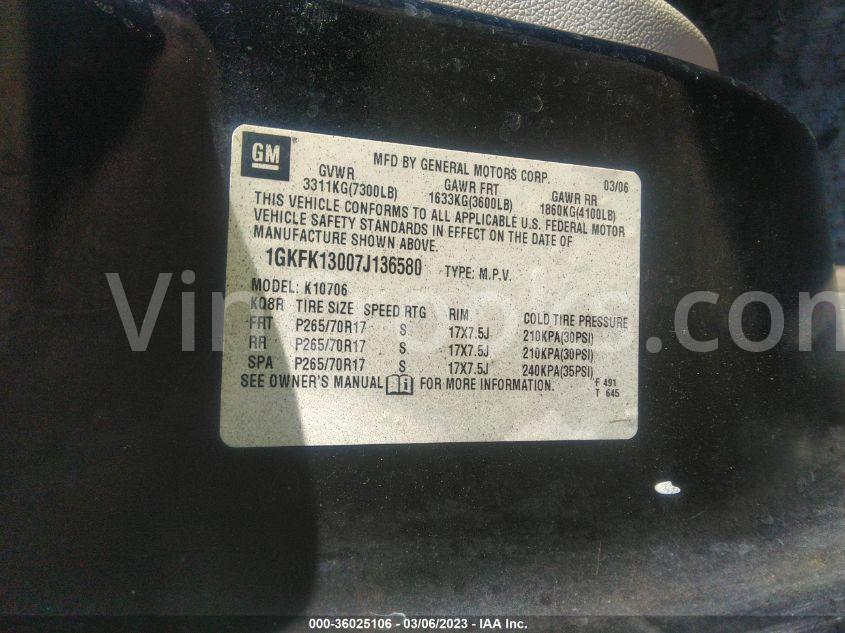 GM
MFD BY GENERAL MOTORS CORP. 03/06
GVWR GAWR FRT GAWR RR
3311KG(7300LB) 1633KG(3600LB) 1860KG(4100LB)
THIS VEHICLE CONFORMS TO ALL APPLICABLE U.S. FEDERAL MOTOR
VEHICLE SAFETY STANDARDS IN EFFECT ON THE DATE OF
MANUFACTURE SHOWN ABOVE.
1GKFK13007J136580 TYPE: M.P.V.
MODEL: K10706
KQ8R TIRE SIZE SPEED RTG RIM COLD TIRE PRESSURE
FRT P265/70R17 S 17X7.5J 210KPA(30PSI)
RR P265/70R17 S 17X7.5J 210KPA(30PSI)
SPA P265/70R17 S 17X7.5J 240KPA(35PSI)
SEE OWNER'S MANUAL FOR MORE INFORMATION.
F 491
T 645
000-36025106 — 03/06/2023 — IAA Inc.